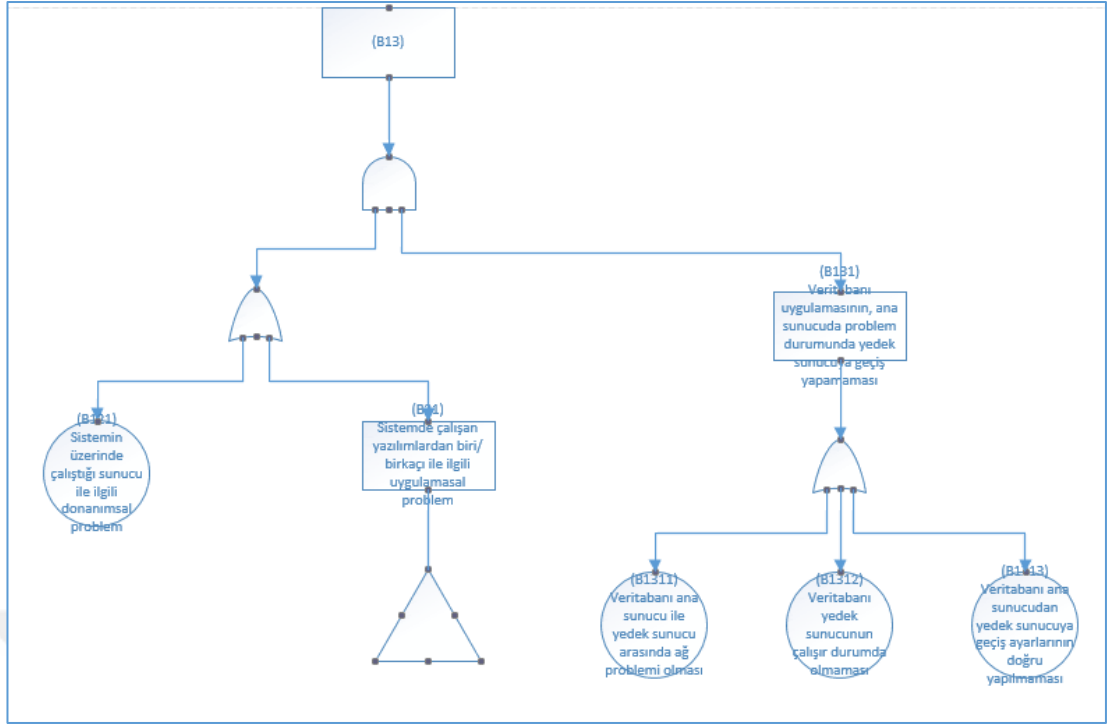 (B13)
(B131)
Veritabanı
uygulamasının, ana
sunucuda problem
durumunda yedek
sunucuya geçiş
yapamaması
(B121)
Sistemin
üzerinde
çalıştığı sunucu
ile ilgili
donanımsal
problem
Sistemde çalışan
yazılımlardan biri/
birkaçı ile ilgili
uygulamasal
problem
(B1311)
Veritabanı ana
sunucu ile
yedek sunucu
arasında ağ
problemi olması
(B1312)
Veritabanı
yedek
sunucunun
çalışır durumda
olmaması
(B1313)
Veritabanı ana
sunucudan
yedek sunucuya
geçiş ayarlarının
doğru
yapılmaması